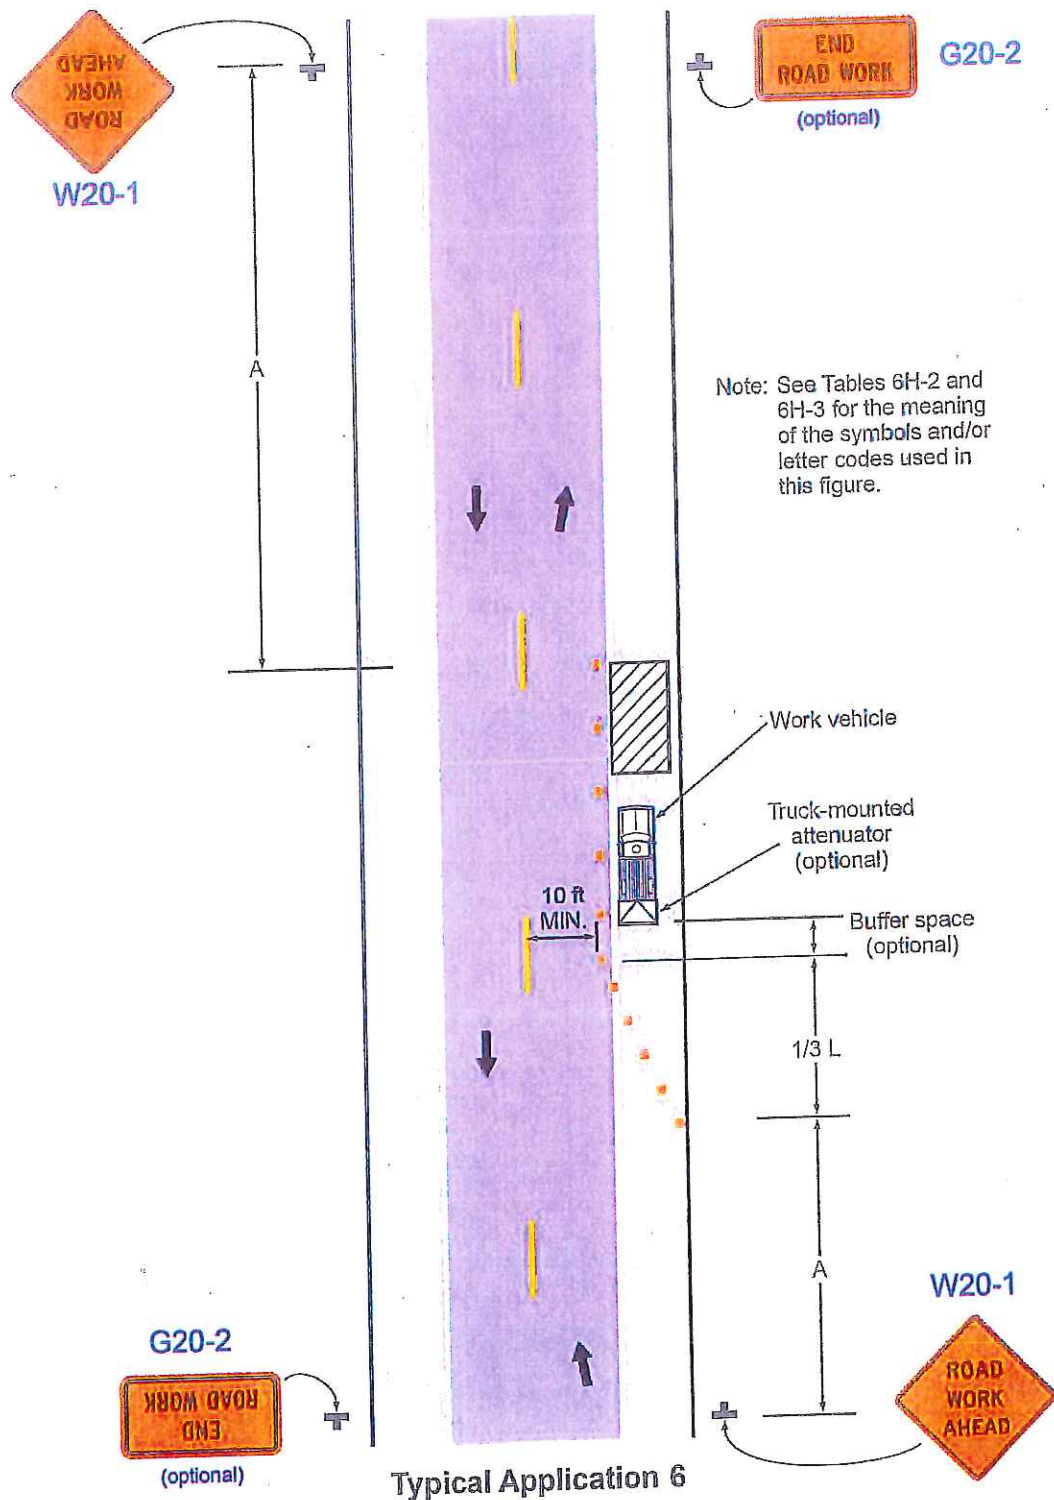 ROAD
WORK
AHEAD
W20-1
END
ROAD WORK
(optional)
G20-2
A
Note: See Tables 6H-2 and
6H-3 for the meaning
of the symbols and/or
letter codes used in
this figure.
Work vehicle
Truck-mounted
attenuator
(optional)
10 ft
MIN.
Buffer space
(optional)
1/3 L
A
W20-1
ROAD
WORK
AHEAD
G20-2
END
ROAD WORK
(optional)
Typical Application 6